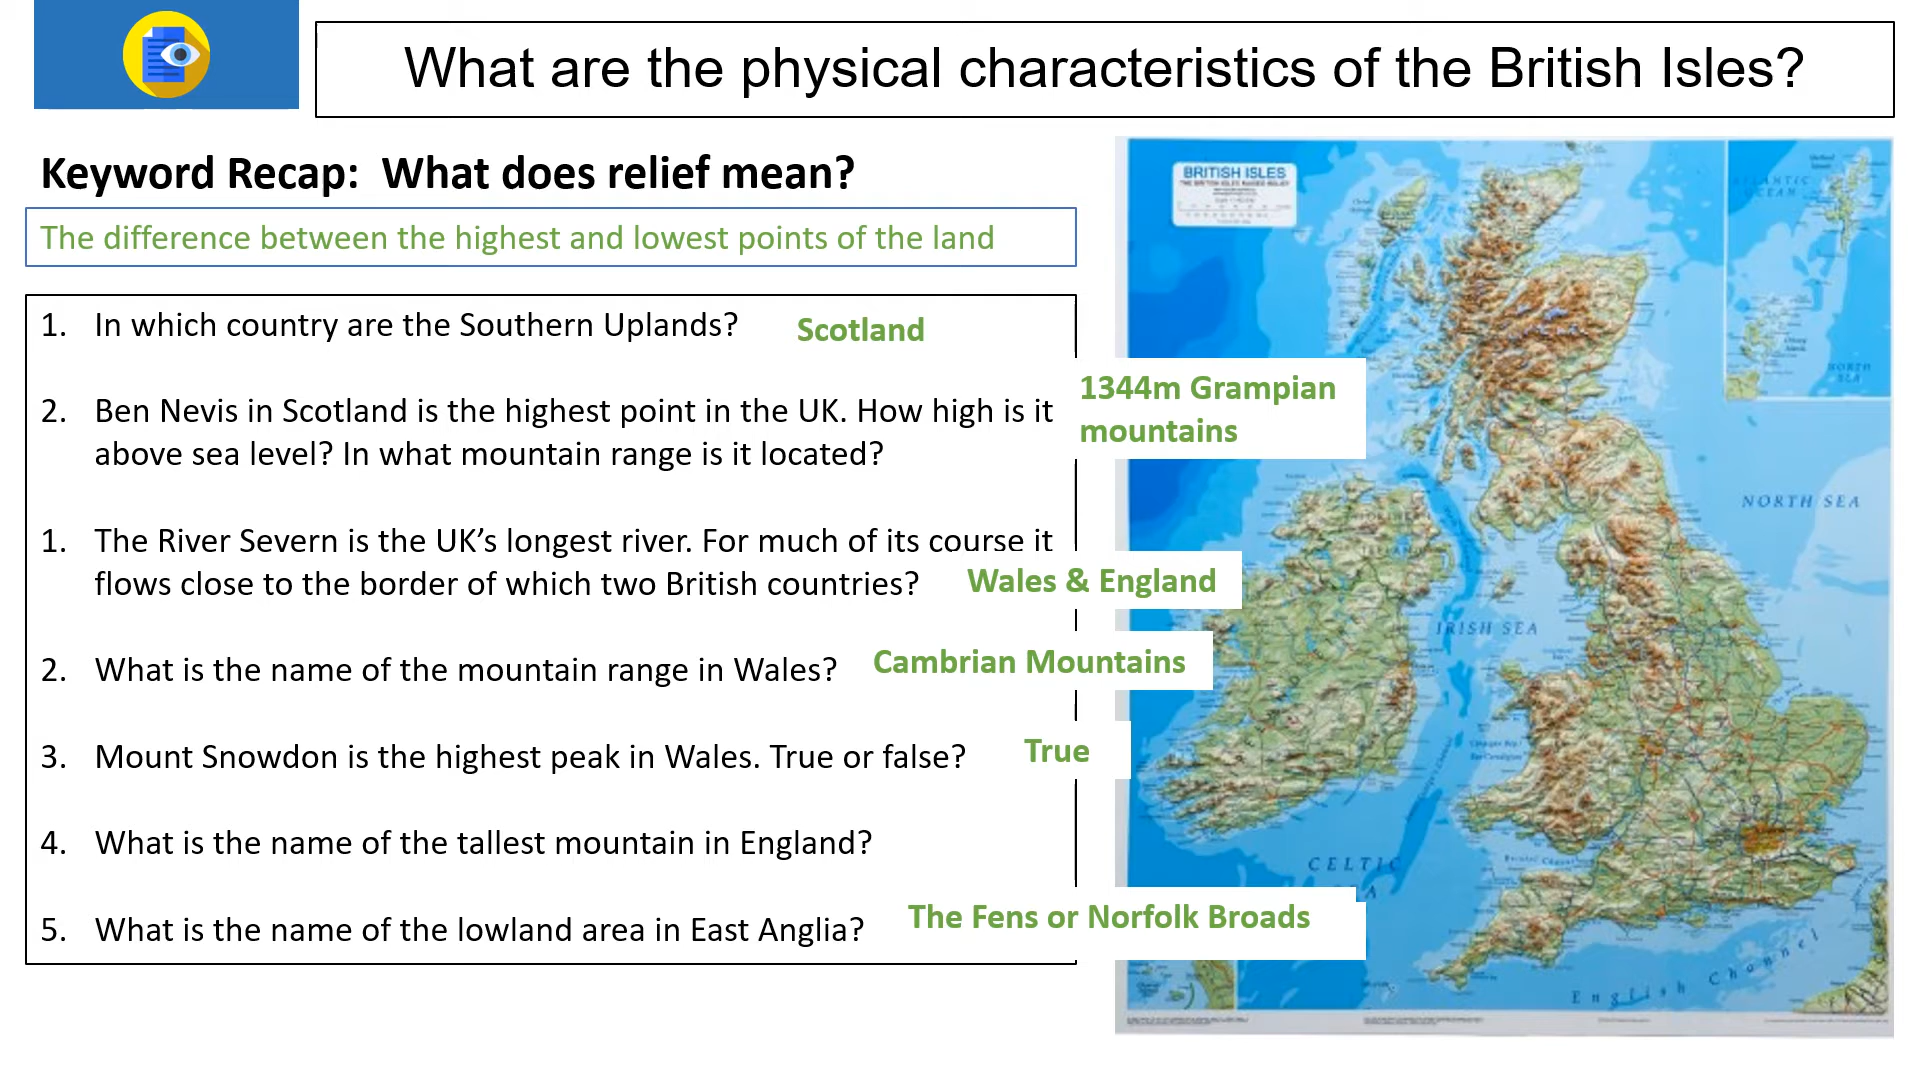 What are the physical characteristics of the British Isles?
Keyword Recap: What does relief mean?
The difference between the highest and lowest points of the land
1. In which country are the Southern Uplands? Scotland
2. Ben Nevis in Scotland is the highest point in the UK. How high is it
above sea level? In what mountain range is it located?
1344m Grampian
mountains
1. The River Severn is the UK’s longest river. For much of its course it
flows close to the border of which two British countries? Wales & England
2. What is the name of the mountain range in Wales? Cambrian Mountains
3. Mount Snowdon is the highest peak in Wales. True or false? True
4. What is the name of the tallest mountain in England?
5. What is the name of the lowland area in East Anglia? The Fens or Norfolk Broads
BRITISH ISLES
ATLANTIC
OCEAN
NORTH
SEA
NORTH SEA
IRISH SEA
CELTIC
English Channel